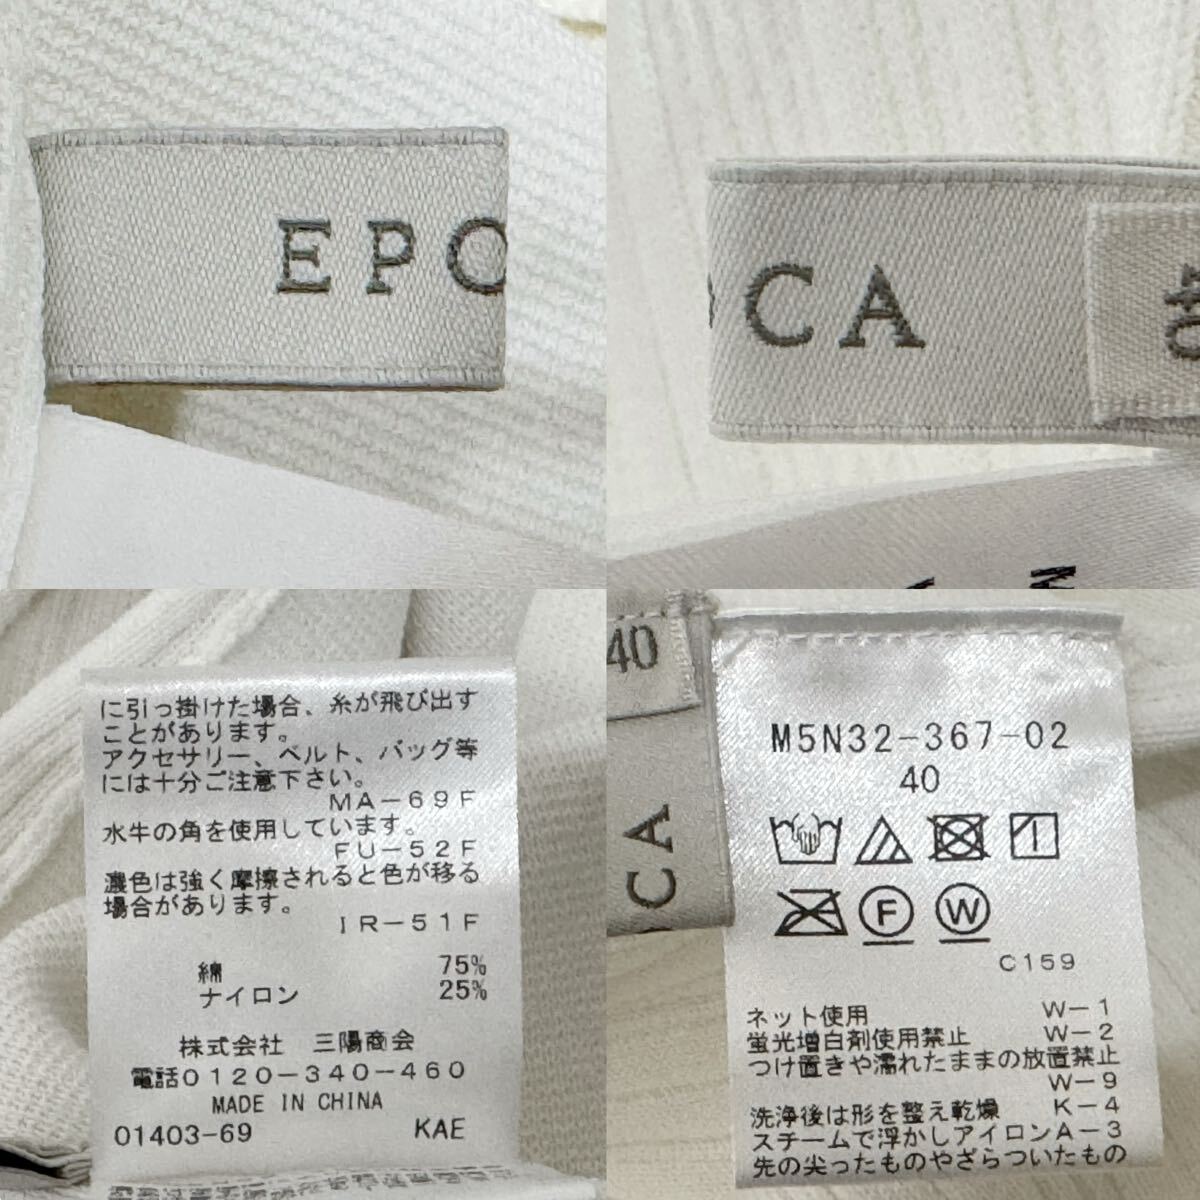 EPO
OCA
40
に引っ掛けた場合、糸が飛び出す
ことがあります。
アクセサリー、ベルト、バッグ等
には十分ご注意下さい。
MA-69F
水牛の角を使用しています。
FU-52F
濃色は強く摩擦されると色が移る
場合があります。
IR-51F
綿 75%
ナイロン 25%
株式会社 三陽商会
電話0120-340-460
MADE IN CHINA
01403-69 KAE
40
CA
M5N32-367-02
40
F W
C159
ネット使用 W-1
蛍光増白剤使用禁止 W-2
つけ置きや濡れたままの放置禁止
W-9
洗浄後は形を整え乾燥 K-4
スチームで浮かしアイロンA-3
先の尖ったものやざらついたもの